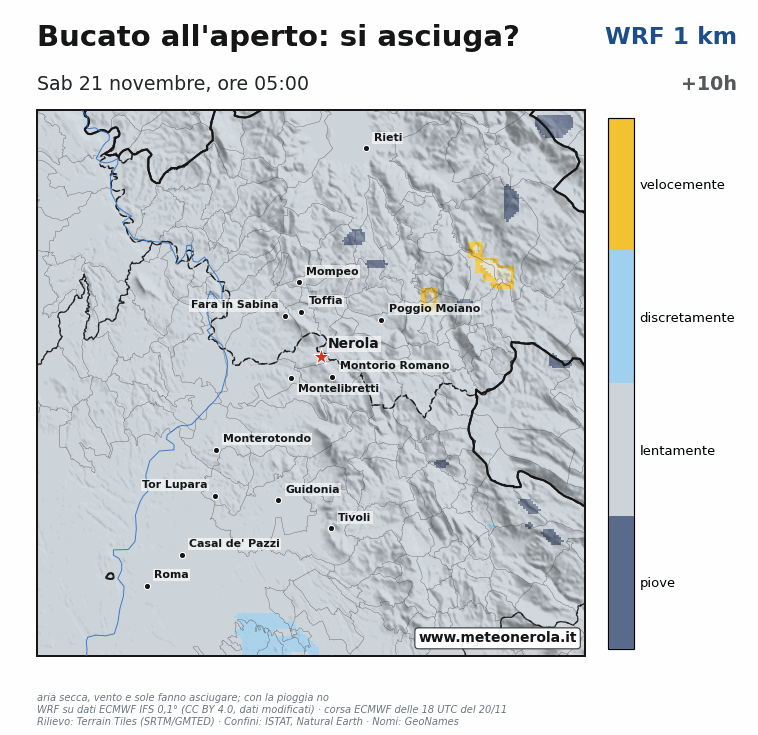 Bucato all'aperto: si asciuga?
WRF 1 km
Sab 21 novembre, ore 05:00
+10h
Rieti
velocemente
Mompeo
Toffia
Fara in Sabina
Poggio Moiano
discretamente
Nerola
Montorio Romano
Montelibretti
Monterotondo
lentamente
Tor Lupara
Guidonia
Tivoli
Casal de' Pazzi
Roma
piove
www.meteonerola.it
aria secca, vento e sole fanno asciugare; con la pioggia no
WRF su dati ECMWF IFS 0,1° (CC BY 4.0, dati modificati) · corsa ECMWF delle 18 UTC del 20/11
Rilievo: Terrain Tiles (SRTM/GMTED) · Confini: ISTAT, Natural Earth · Nomi: GeoNames